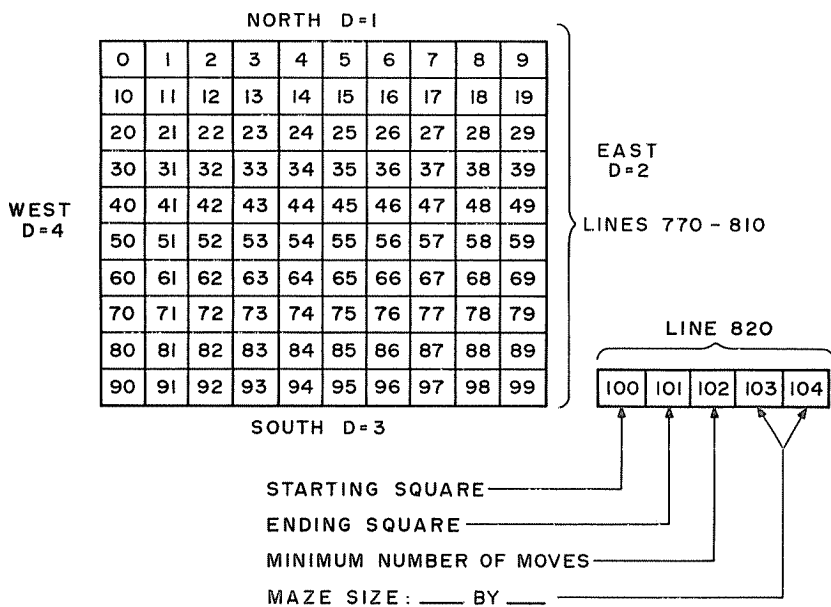 NORTH D=1
0 1 2 3 4 5 6 7 8 9
10 11 12 13 14 15 16 17 18 19
20 21 22 23 24 25 26 27 28 29
30 31 32 33 34 35 36 37 38 39
40 41 42 43 44 45 46 47 48 49
50 51 52 53 54 55 56 57 58 59
60 61 62 63 64 65 66 67 68 69
70 71 72 73 74 75 76 77 78 79
80 81 82 83 84 85 86 87 88 89
90 91 92 93 94 95 96 97 98 99
WEST
D=4
EAST
D=2
LINES 770 - 810
SOUTH D=3
LINE 820
100 101 102 103 104
STARTING SQUARE
ENDING SQUARE
MINIMUM NUMBER OF MOVES
MAZE SIZE: ___ BY ___